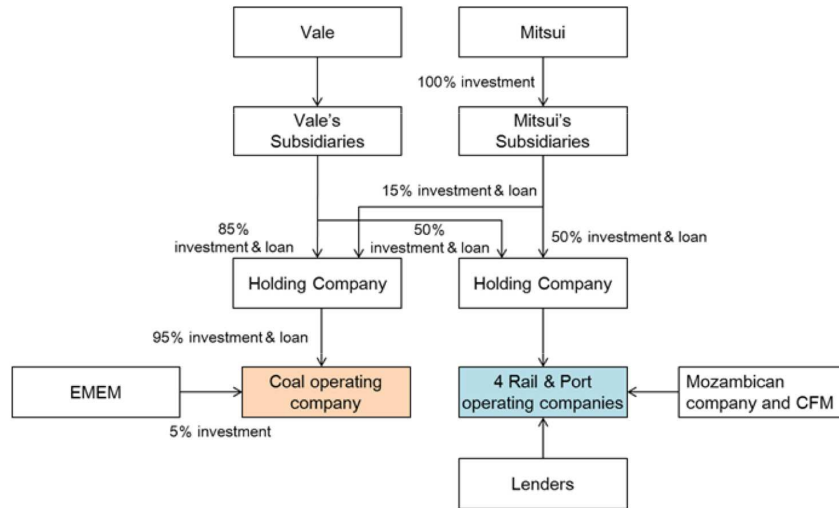 Vale
Mitsui
100% investment
Vale's
Subsidiaries
Mitsui's
Subsidiaries
15% investment & loan
85%
investment & loan
50%
investment & loan
50% investment & loan
Holding Company
Holding Company
95% investment & loan
EMEM
5% investment
Coal operating
company
4 Rail & Port
operating companies
Mozambican
company and CFM
Lenders